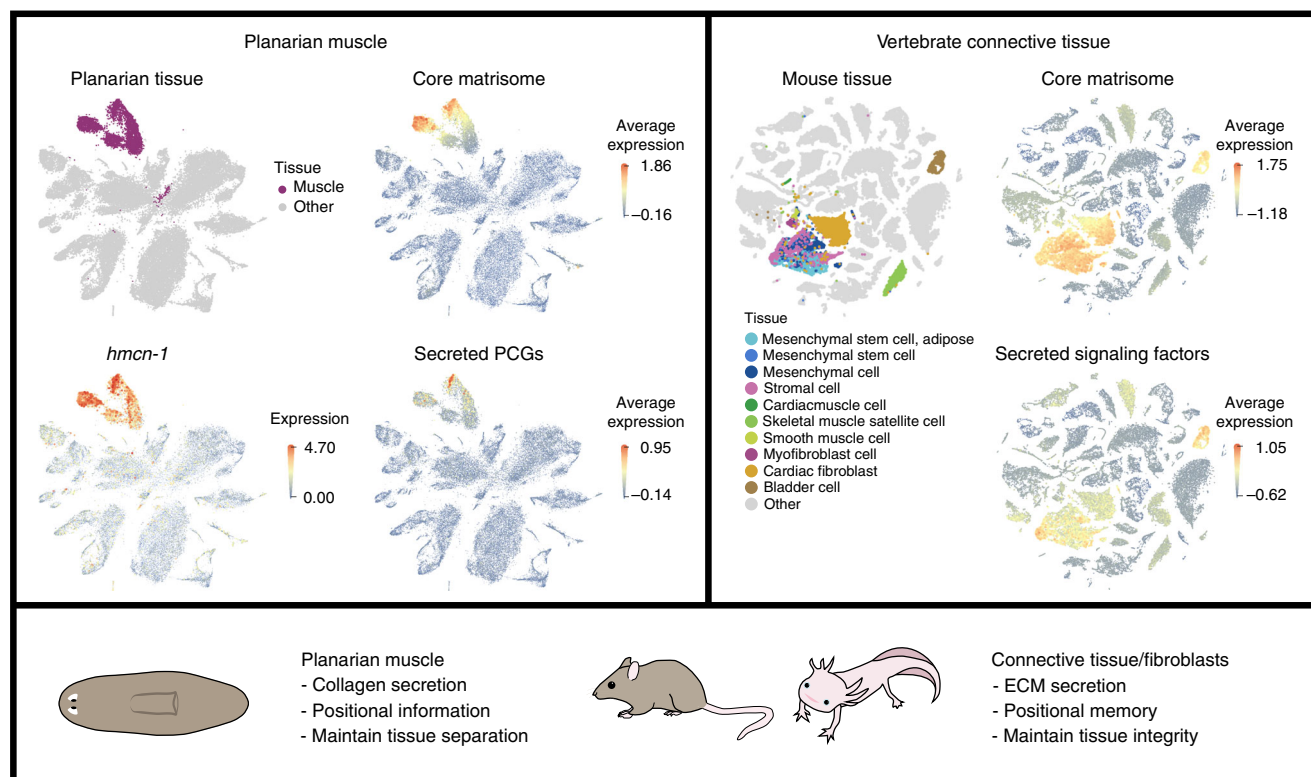 Planarian muscle
Planarian tissue
Core matrisome
Tissue
Muscle
Other
Average
expression
1.86
−0.16
hmcn-1
Secreted PCGs
Expression
4.70
0.00
Average
expression
0.95
−0.14
Vertebrate connective tissue
Mouse tissue
Core matrisome
Average
expression
1.75
−1.18
Tissue
Mesenchymal stem cell, adipose
Mesenchymal stem cell
Mesenchymal cell
Stromal cell
Cardiacmuscle cell
Skeletal muscle satellite cell
Smooth muscle cell
Myofibroblast cell
Cardiac fibroblast
Bladder cell
Other
Secreted signaling factors
Average
expression
1.05
−0.62
Planarian muscle
- Collagen secretion
- Positional information
- Maintain tissue separation
Connective tissue/fibroblasts
- ECM secretion
- Positional memory
- Maintain tissue integrity